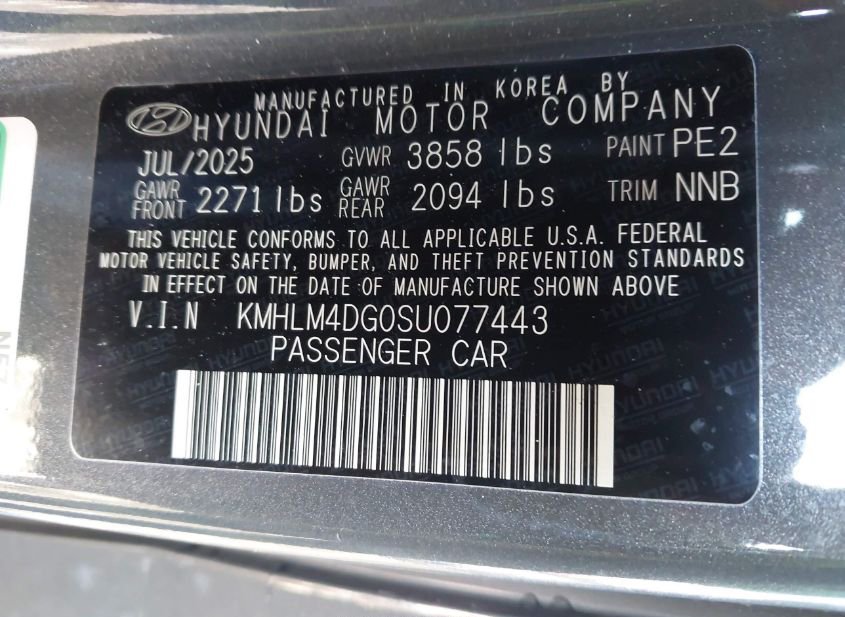 MANUFACTURED IN KOREA BY
HYUNDAI MOTOR COMPANY
JUL/2025 GVWR 3858 lbs PAINT PE2
GAWR FRONT 2271 lbs GAWR REAR 2094 lbs TRIM NNB
THIS VEHICLE CONFORMS TO ALL APPLICABLE U.S.A. FEDERAL
MOTOR VEHICLE SAFETY, BUMPER, AND THEFT PREVENTION STANDARDS
IN EFFECT ON THE DATE OF MANUFACTURE SHOWN ABOVE
V.I.N KMHLM4DG0SU077443
PASSENGER CAR